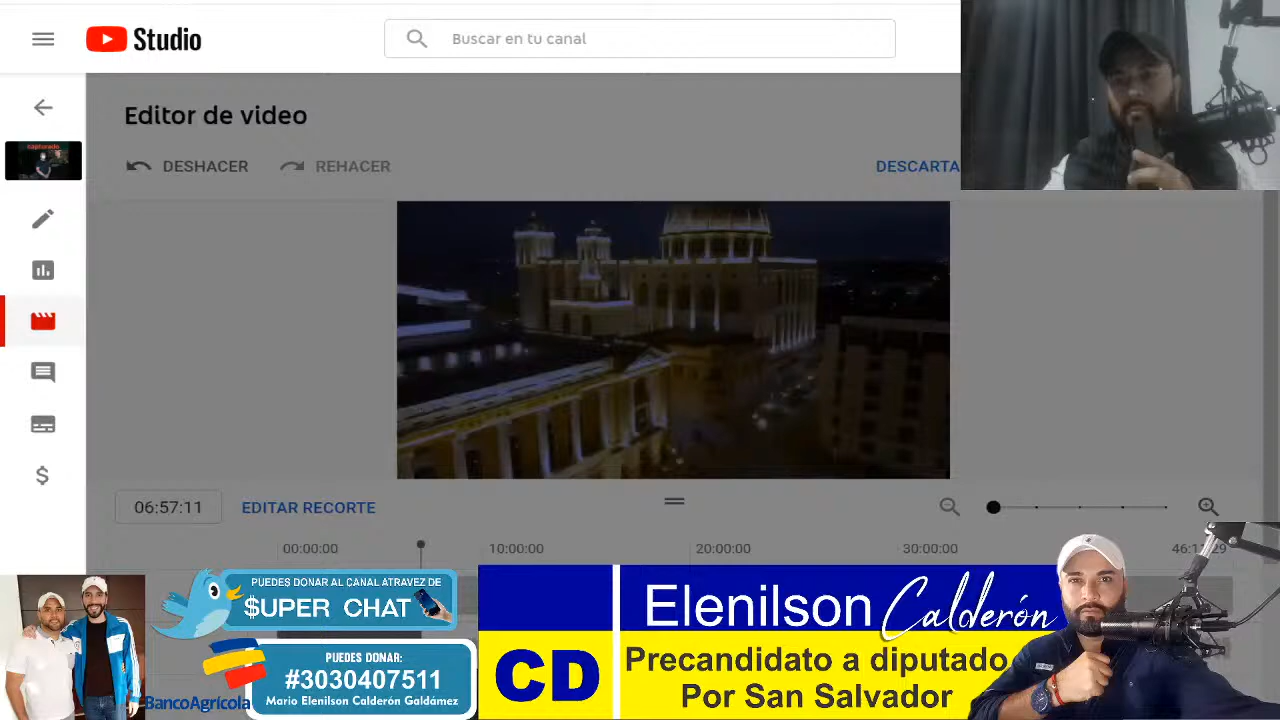 Studio
Buscar en tu canal
Editor de video
DESHACER
REHACER
DESCARTA
capturado
06:57:11
EDITAR RECORTE
00:00:00
10:00:00
20:00:00
30:00:00
PUEDES DONAR AL CANAL ATRAVEZ DE
$UPER CHAT
PUEDES DONAR:
#3030407511
Mario Elenilson Calderón Galdámez
BancoAgrícola
Elenilson Calderón
CD
Precandidato a diputado
Por San Salvador